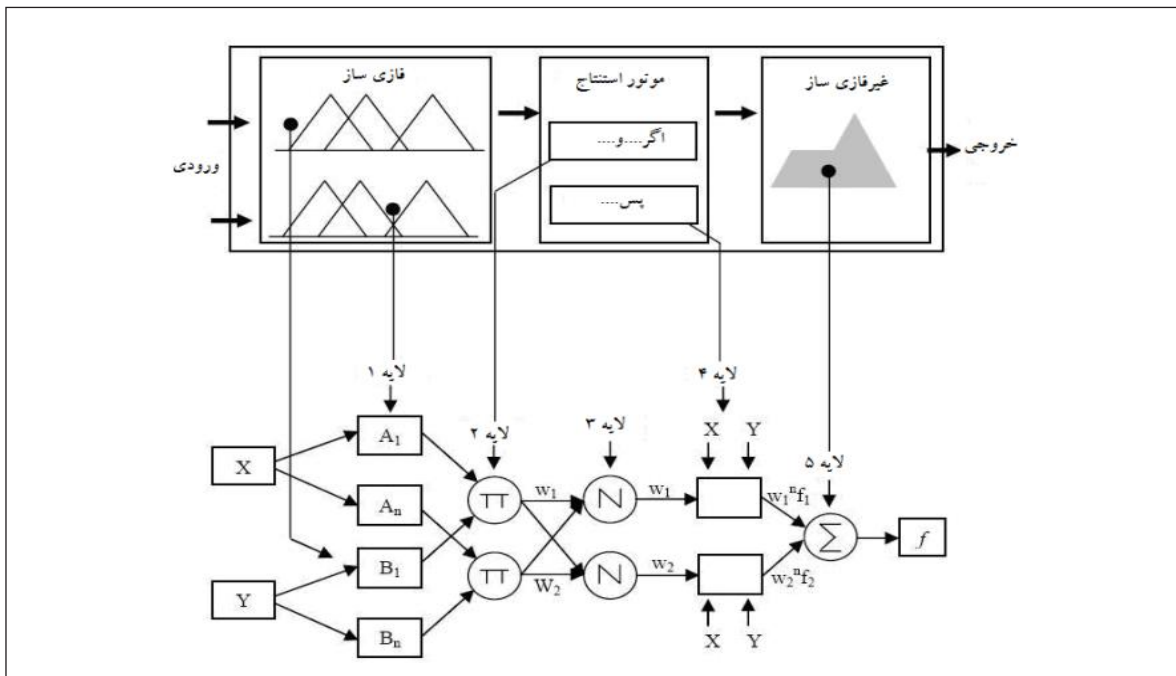 فازی ساز
موتور استنتاج
غیرفازی ساز
اگر....و....
پس....
ورودی
خروجی
لایه ۱
لایه ۲
لایه ۳
لایه ۴
لایه ۵
X
Y
A1
An
B1
Bn
Π
Π
w1
W2
N
N
w1
w2
X Y
X Y
w1ⁿf1
w2ⁿf2
Σ
f